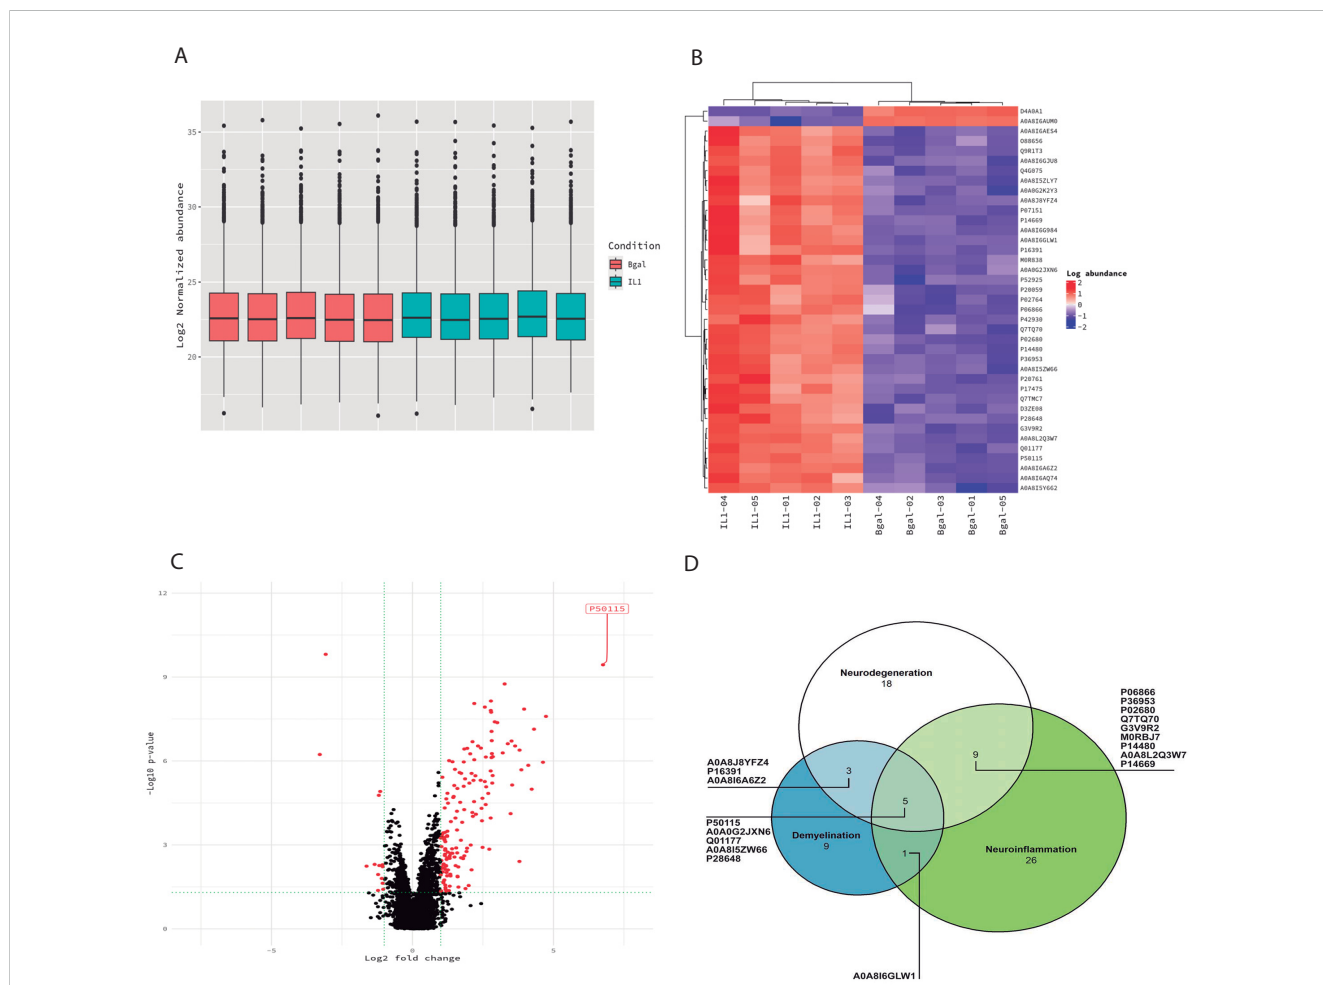 A
35
30
25
20
Log2 Normalized abundance
Condition
Bgal
IL1
B
D4A0A1
A0A8I6AUM0
A0A8I6AES4
O88656
Q9R1T3
A0A8I6GJU8
Q4G075
A0A8I5ZLY7
A0A0G2K2Y3
A0A8J8YFZ4
P07151
P14669
A0A8I6G984
A0A8I6GLW1
P16391
M0R838
A0A0G2JXN6
P52925
P20059
P02764
P06866
P42930
Q7TQ70
P02680
P14480
P36953
A0A8I5ZW66
P20761
P17475
Q7TMC7
D3ZE08
P28648
G3V9R2
A0A8L2Q3W7
Q01177
P50115
A0A8I6A6Z2
A0A8I6AQ74
A0A8I5Y6G2
IL1-04
IL1-05
IL1-01
IL1-02
IL1-03
Bgal-04
Bgal-02
Bgal-03
Bgal-01
Bgal-05
Log abundance
2
1
0
-1
-2
C
12
9
6
3
0
-Log10 p-value
P50115
-5
0
5
Log2 fold change
D
Neurodegeneration
18
P06866
P36953
P02680
Q7TQ70
G3V9R2
M0RBJ7
P14480
A0A8L2Q3W7
P14669
9
A0A8J8YFZ4
P16391
A0A8I6A6Z2
3
5
P50115
A0A0G2JXN6
Q01177
A0A8I5ZW66
P28648
Demyelination
9
1
Neuroinflammation
26
A0A8I6GLW1